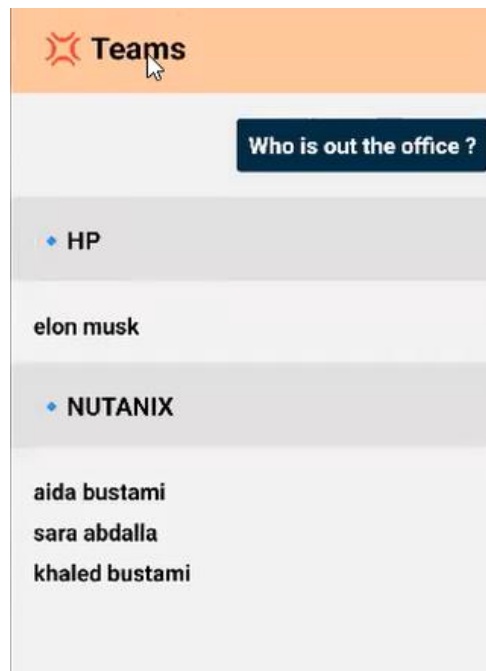 Teams
Who is out the office ?
HP
elon musk
NUTANIX
aida bustami
sara abdalla
khaled bustami